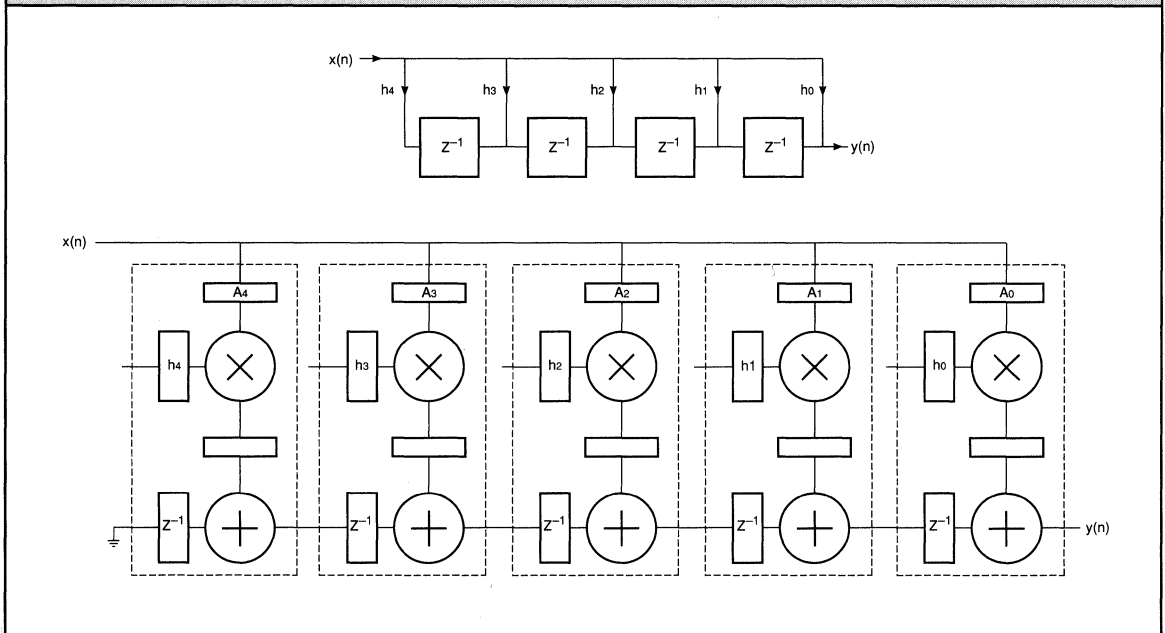 x(n)
h4 h3 h2 h1 h0
Z⁻¹ Z⁻¹ Z⁻¹ Z⁻¹ y(n)
x(n)
A4 A3 A2 A1 A0
h4 h3 h2 h1 h0
Z⁻¹ Z⁻¹ Z⁻¹ Z⁻¹ Z⁻¹ y(n)